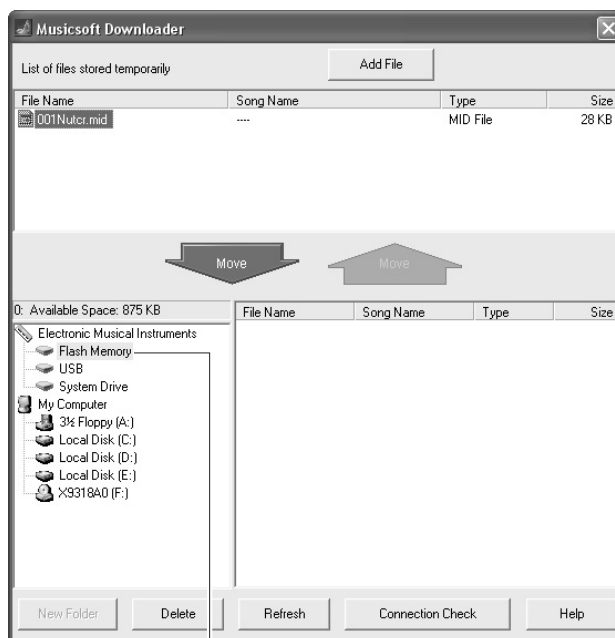 Musicsoft Downloader
List of files stored temporarily
Add File
File Name Song Name Type Size
001Nutcr.mid ---- MID File 28 KB
Move Move
0: Available Space: 875 KB
File Name Song Name Type Size
Electronic Musical Instruments
Flash Memory
USB
System Drive
My Computer
3½ Floppy (A:)
Local Disk (C:)
Local Disk (D:)
Local Disk (E:)
X9318A0 (F:)
New Folder Delete Refresh Connection Check Help